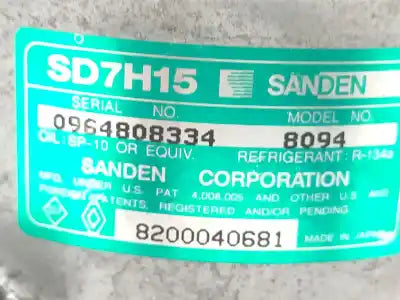 SD7H15 SANDEN
SERIAL NO. MODEL NO.
0964808334 8094
OIL: SP-10 OR EQUIV. REFRIGERANT: R-134a
SANDEN CORPORATION
MFG. UNDER U.S. PAT 4,008,005 AND OTHER U.S. AND
FOREIGN PATENTS, REGISTERED AND/OR PENDING.
8200040681 MADE IN JAPAN